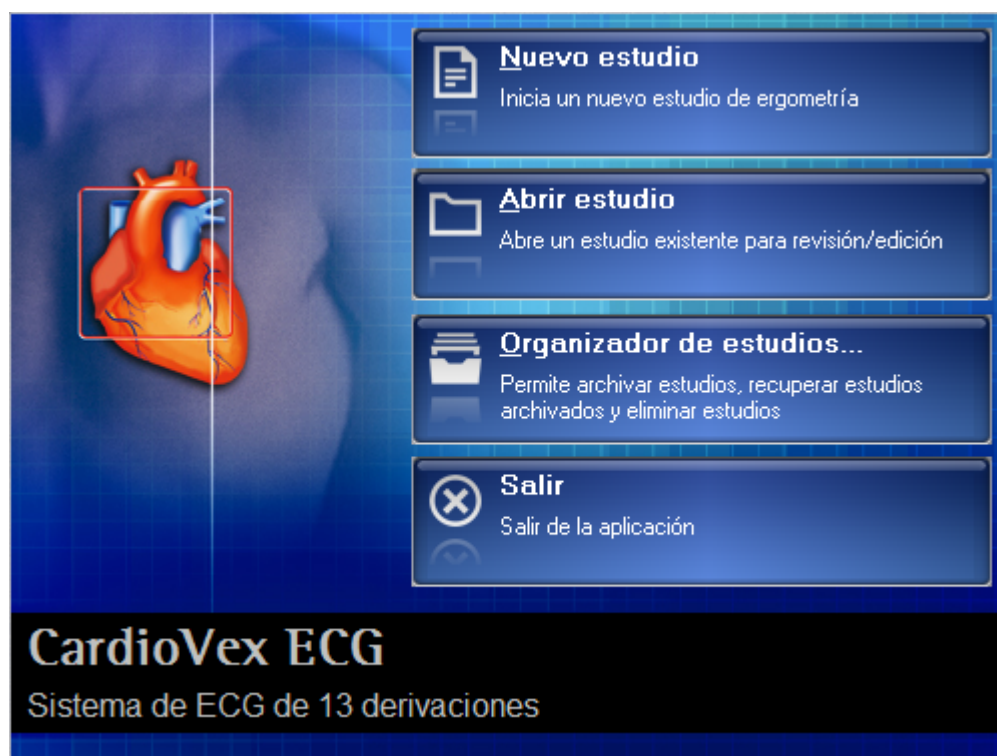 Nuevo estudio
Inicia un nuevo estudio de ergometría
Abrir estudio
Abre un estudio existente para revisión/edición
Organizador de estudios...
Permite archivar estudios, recuperar estudios
archivados y eliminar estudios
Salir
Salir de la aplicación
CardioVex ECG
Sistema de ECG de 13 derivaciones